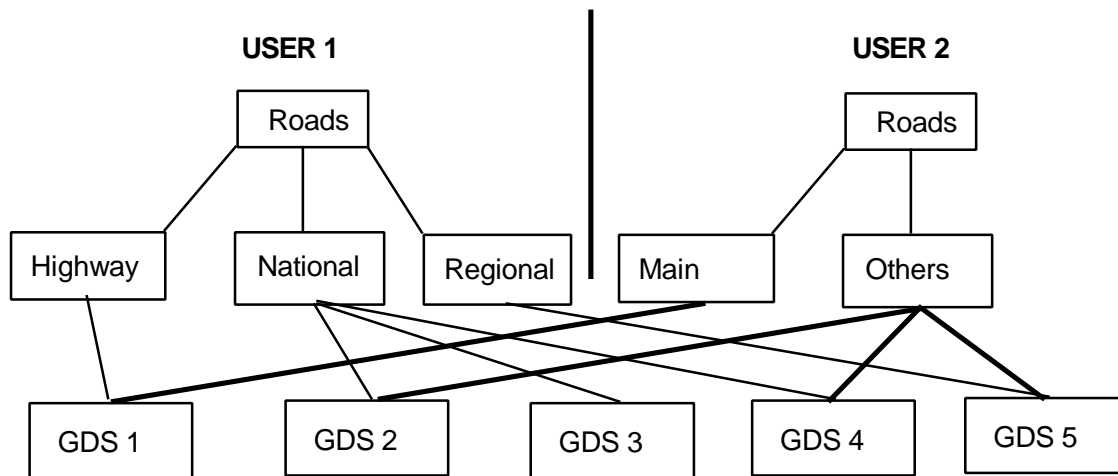 USER 1
USER 2
Roads
Roads
Highway
National
Regional
Main
Others
GDS 1
GDS 2
GDS 3
GDS 4
GDS 5